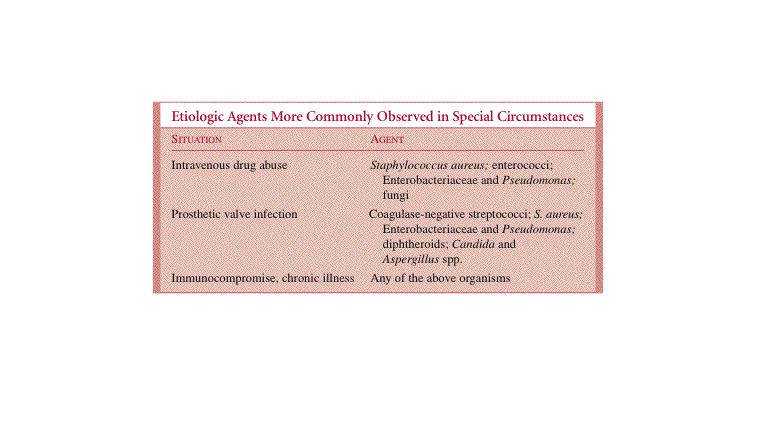 Etiologic Agents More Commonly Observed in Special Circumstances
SITUATION AGENT
Intravenous drug abuse Staphylococcus aureus; enterococci;
Enterobacteriaceae and Pseudomonas;
fungi
Prosthetic valve infection Coagulase-negative streptococci; S. aureus;
Enterobacteriaceae and Pseudomonas;
diphtheroids; Candida and
Aspergillus spp.
Immunocompromise, chronic illness Any of the above organisms